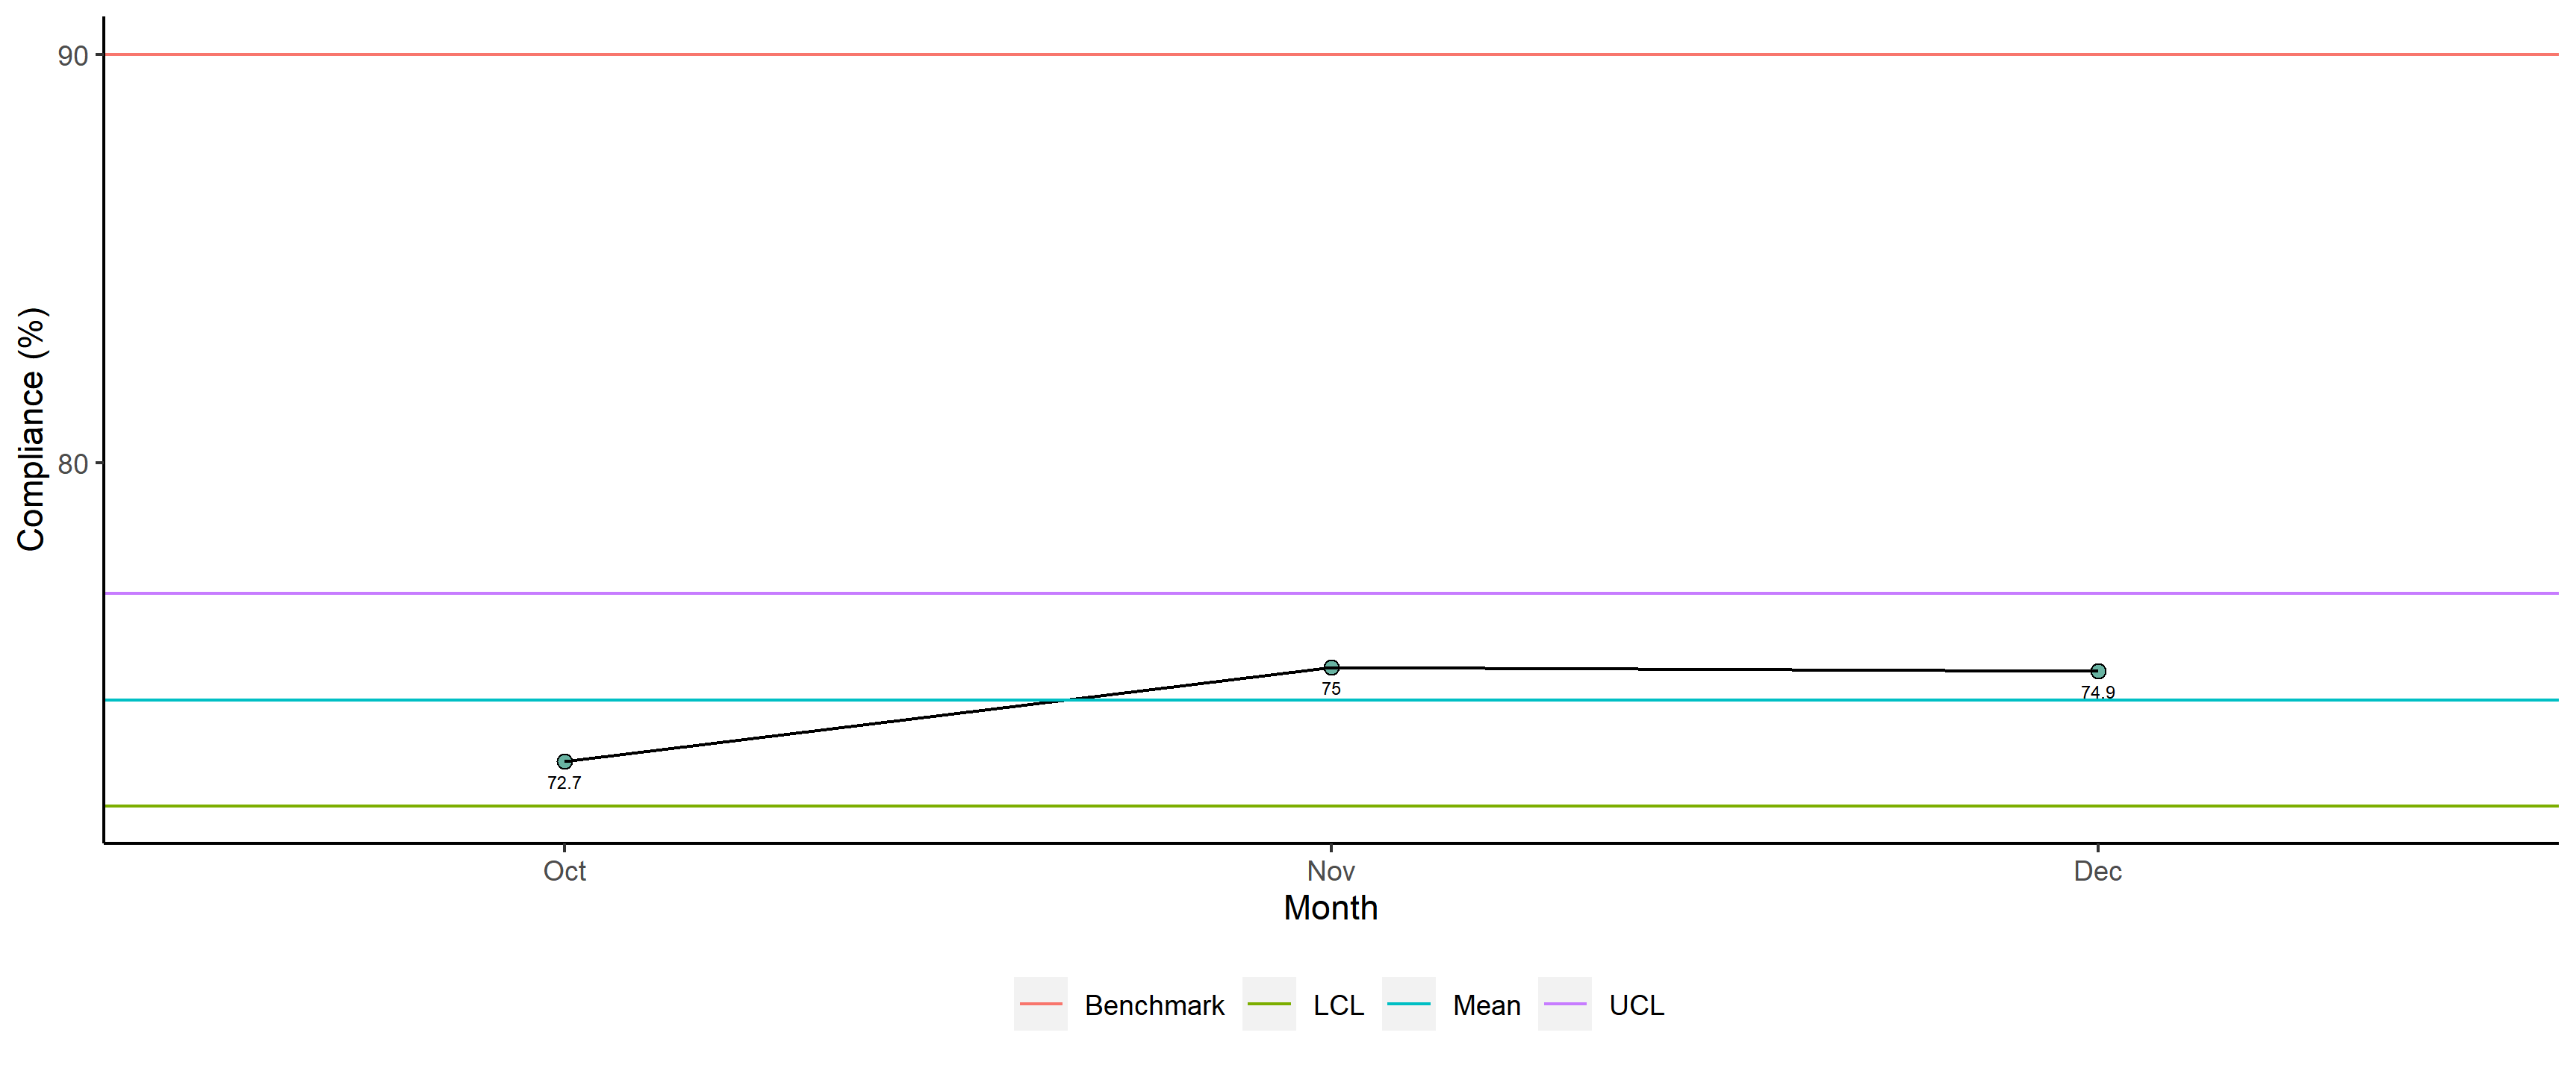 90
80
Compliance (%)
72.7
75
74.9
Oct Nov Dec
Month
Benchmark LCL Mean UCL